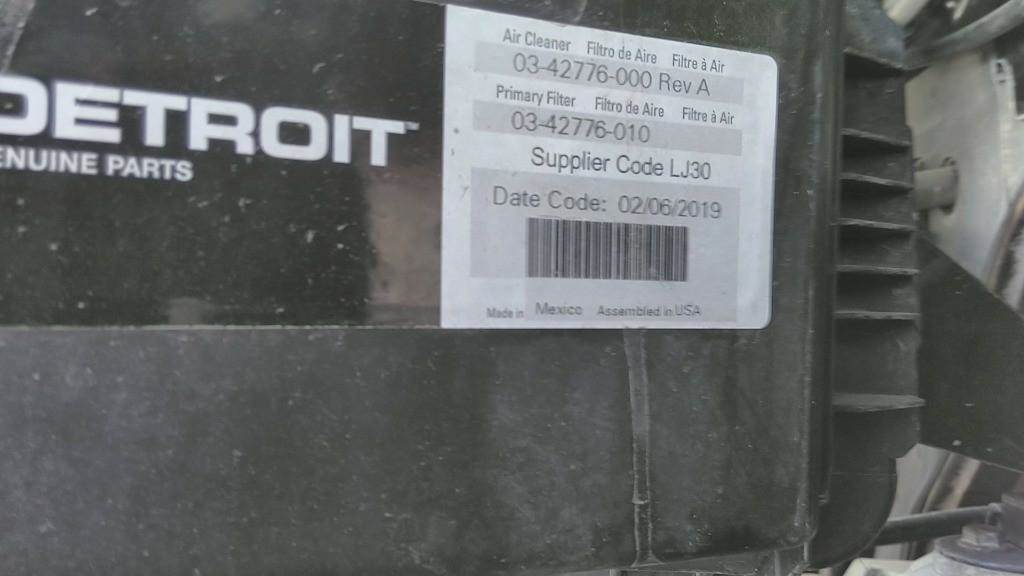 DETROIT™
ENUINE PARTS
Air Cleaner Filtro de Aire Filtre à Air
03-42776-000 Rev A
Primary Filter Filtro de Aire Filtre à Air
03-42776-010
Supplier Code LJ30
Date Code: 02/06/2019
Made in Mexico Assembled in USA